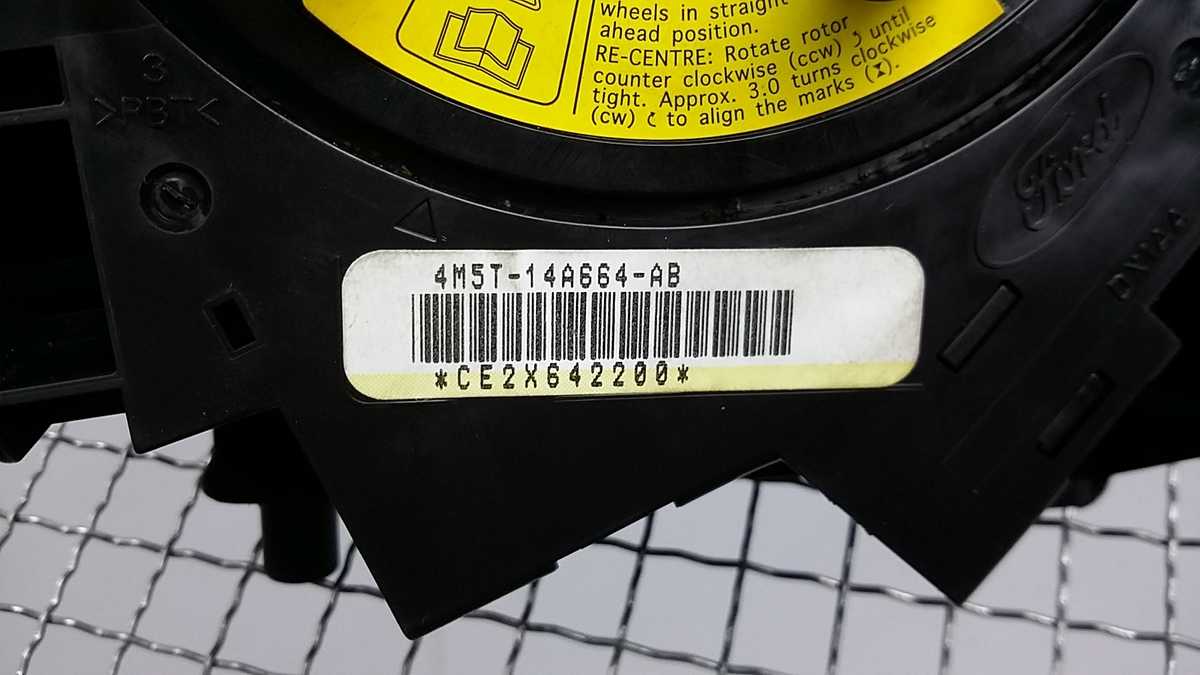 wheels in straight
ahead position.
RE-CENTRE: Rotate rotor
counter clockwise (ccw) until
tight. Approx. 3.0 turns clockwise
(cw) to align the marks (⧗).
3
>PBT<
Ford
4M5T-14A664-AB
*CE2X642200*